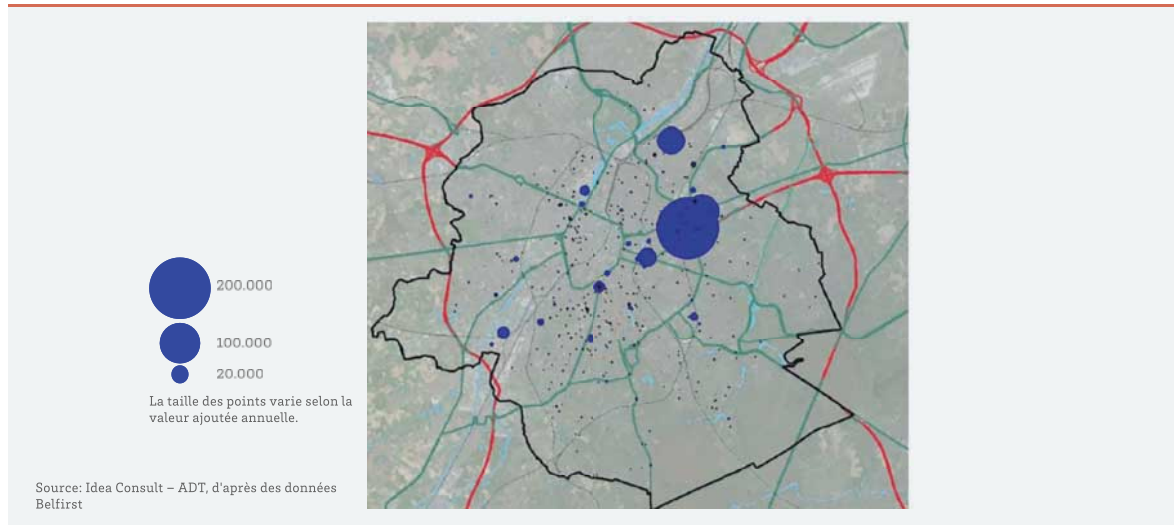 200.000
100.000
20.000
La taille des points varie selon la
valeur ajoutée annuelle.
Source: Idea Consult – ADT, d'après des données
Belfirst